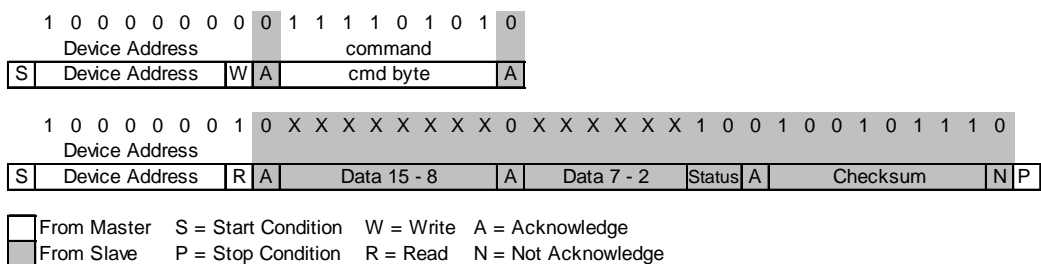 1 0 0 0 0 0 0 0 0 1 1 1 1 0 1 0 1 0
Device Address command
S Device Address W A cmd byte A
1 0 0 0 0 0 0 1 0 X X X X X X X X 0 X X X X X X 1 0 0 1 0 0 1 0 1 1 1 0
Device Address
S Device Address R A Data 15 - 8 A Data 7 - 2 Status A Checksum N P
From Master S = Start Condition W = Write A = Acknowledge
From Slave P = Stop Condition R = Read N = Not Acknowledge